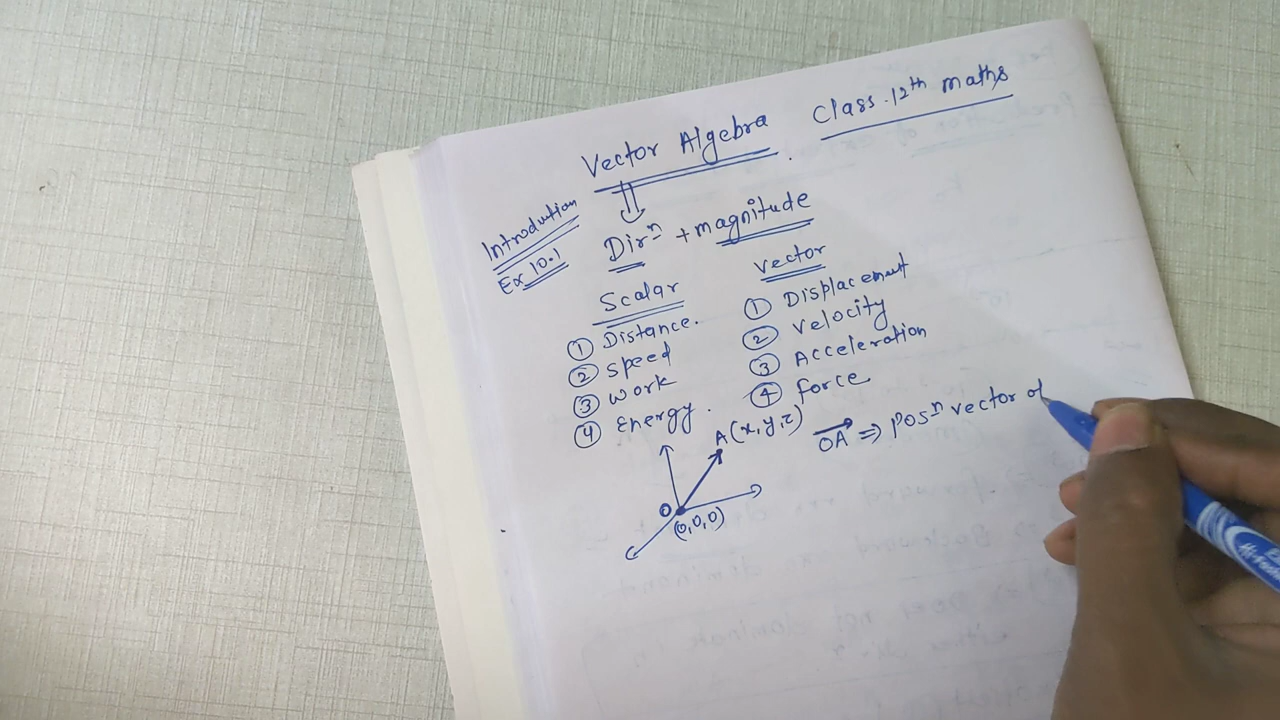 Vector Algebra Class.12th maths
Introdution
Ex 10.1
Dirn + magnitude
Scalar
① Distance.
② Speed
③ Work
④ Energy.
Vector
① Displacement
② Velocity
③ Acceleration
④ force
A(x,y,z)
O
(0,0,0)
OA ⇒ Posn vector of